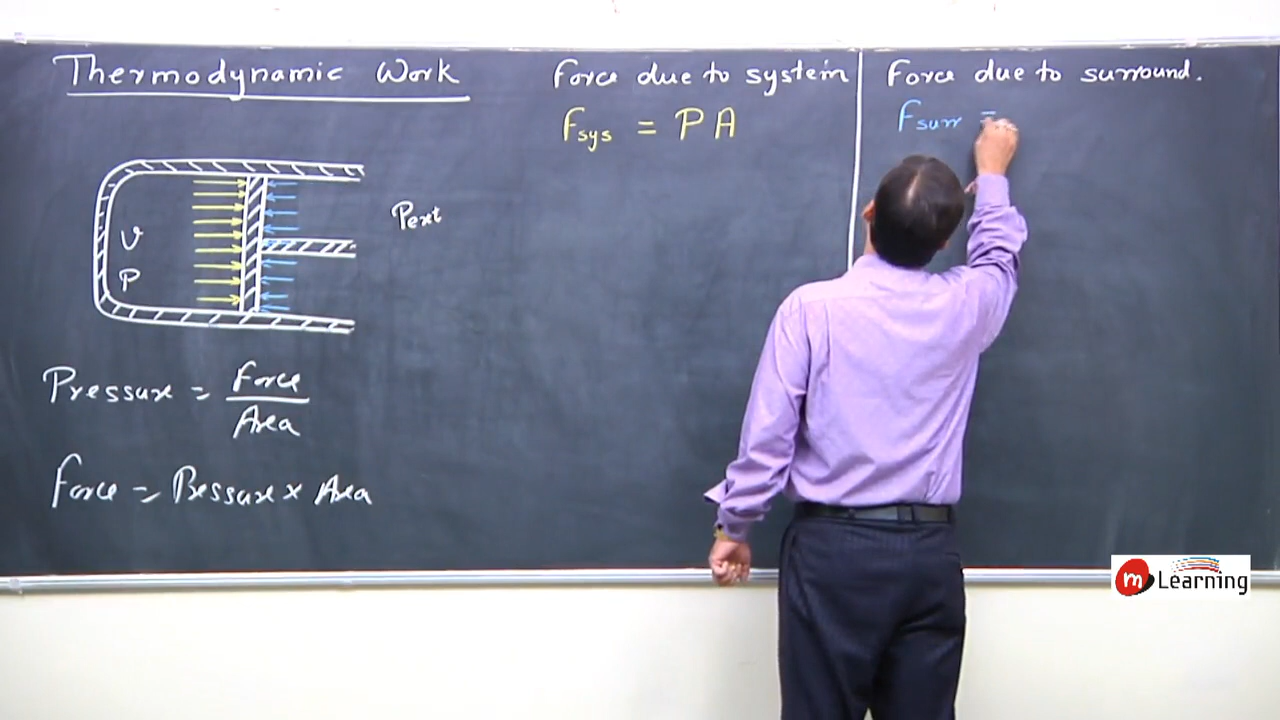 Thermodynamic Work
V
P
Pext
Pressure = Force
Area
Force = Pressure × Area
Force due to system
Fsys = P A
Force due to surround.
Fsurr =
m Learning